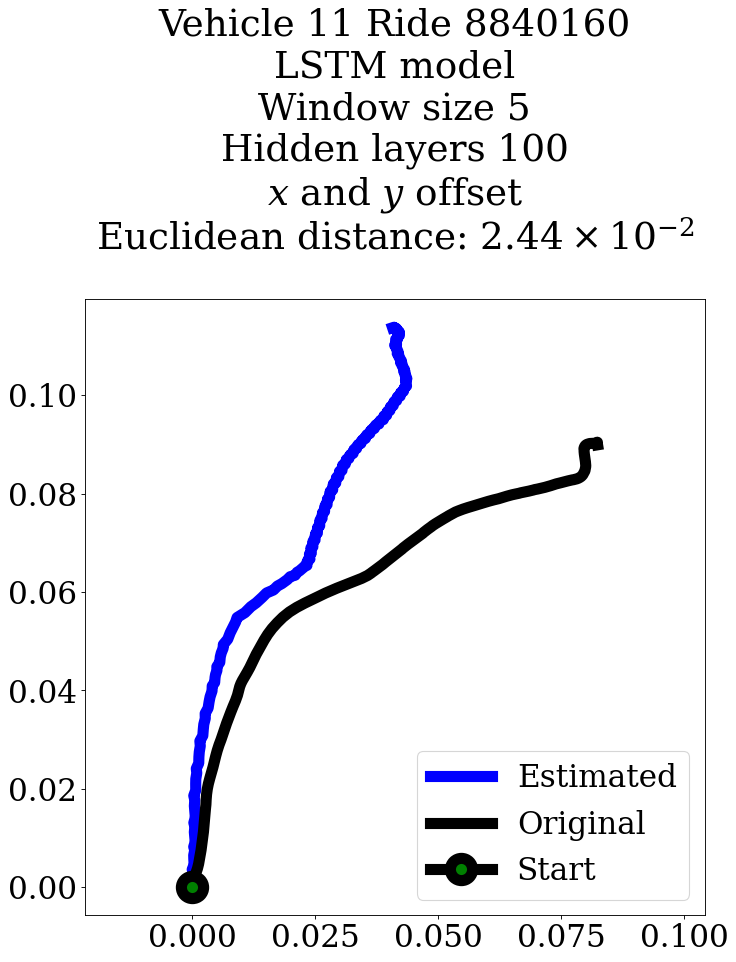 Vehicle 11 Ride 8840160
LSTM model
Window size 5
Hidden layers 100
x and y offset
Euclidean distance: 2.44 × 10⁻²
0.10
0.08
0.06
0.04
0.02
0.00
Estimated
Original
Start
0.000 0.025 0.050 0.075 0.100